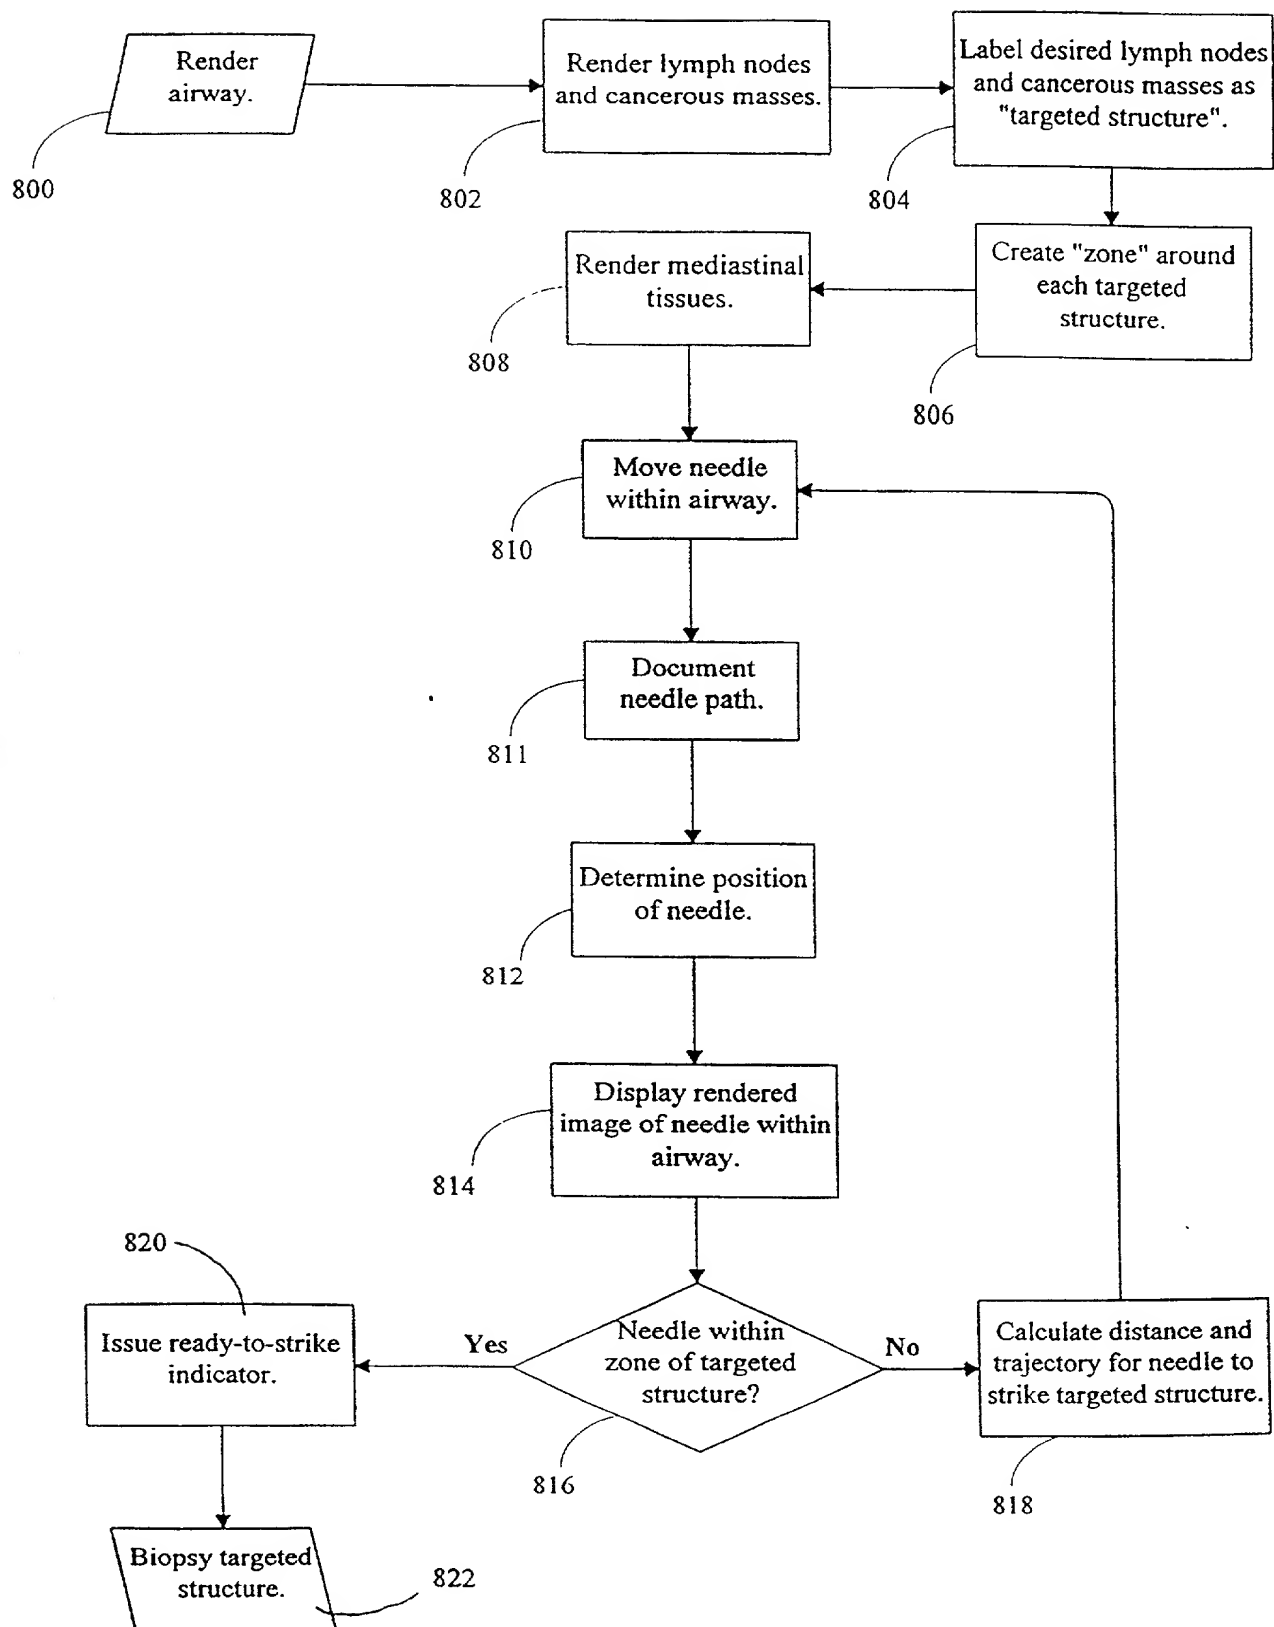 Render
airway.
800
Render lymph nodes
and cancerous masses.
802
Label desired lymph nodes
and cancerous masses as
"targeted structure".
804
Create "zone" around
each targeted
structure.
806
Render mediastinal
tissues.
808
Move needle
within airway.
810
Document
needle path.
811
Determine position
of needle.
812
Display rendered
image of needle within
airway.
814
Needle within
zone of targeted
structure?
816
No
Calculate distance and
trajectory for needle to
strike targeted structure.
818
Yes
820
Issue ready-to-strike
indicator.
Biopsy targeted
structure.
822